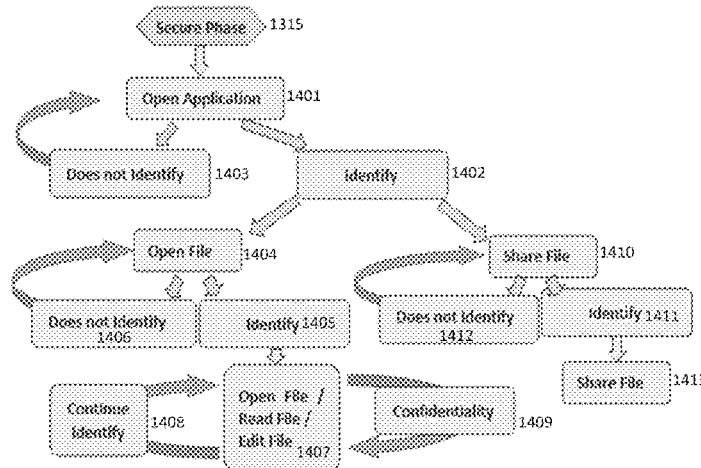 Secure Phase
1315
Open Application
1401
Does not Identify
1403
Identify
1402
Open File
1404
Share File
1410
Does not Identify
1406
Identify
1405
Does not Identify
1412
Identify
1411
Continue
Identify
1408
Open File /
Read File /
Edit File
1407
Confidentiality
1409
Share File
1413